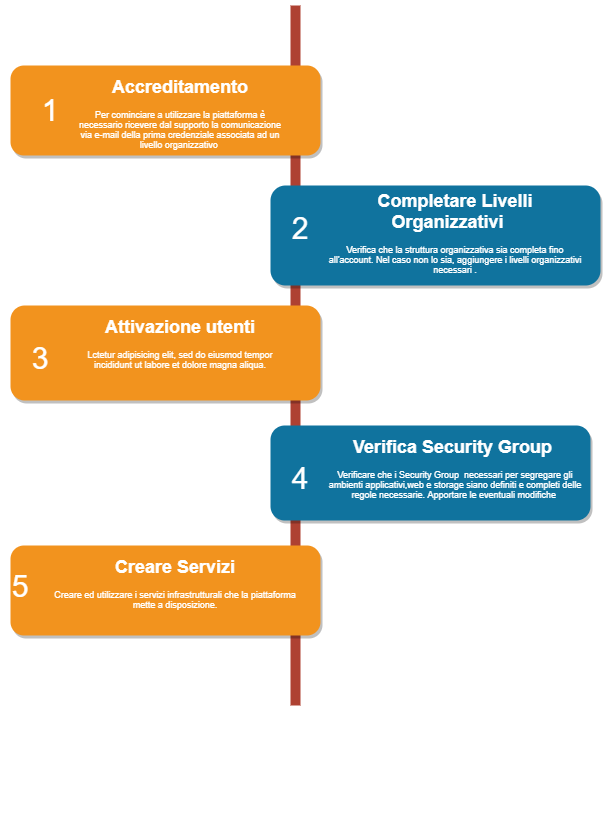 1
Accreditamento
Per cominciare a utilizzare la piattaforma è
necessario ricevere dal supporto la comunicazione
via e-mail della prima credenziale associata ad un
livello organizzativo
2
Completare Livelli
Organizzativi
Verifica che la struttura organizzativa sia completa fino
all'account. Nel caso non lo sia, aggiungere i livelli organizzativi
necessari .
3
Attivazione utenti
Lctetur adipisicing elit, sed do eiusmod tempor
incididunt ut labore et dolore magna aliqua.
4
Verifica Security Group
Verificare che i Security Group  necessari per segregare gli
ambienti applicativi,web e storage siano definiti e completi delle
regole necessarie. Apportare le eventuali modifiche
5
Creare Servizi
Creare ed utilizzare i servizi infrastrutturali che la piattaforma
mette a disposizione.